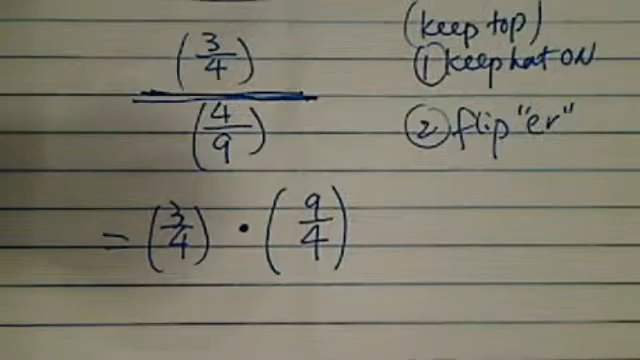 (3/4)
(4/9)
= (3/4) · (9/4)
(keep top)
① keep hat ON
② flip "er"